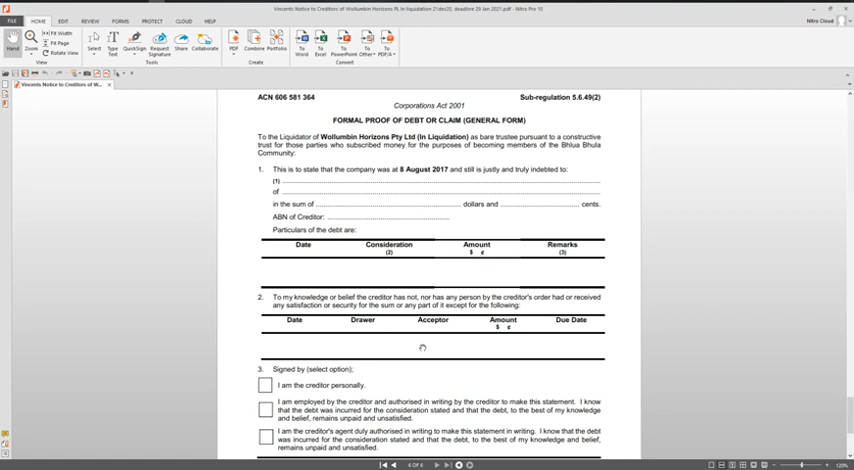 Vincents Notice to Creditors of Wollumbin Horizons PL in liquidation 21dec20, deadline 29 Jan 2021.pdf - Nitro Pro 10
FILE HOME EDIT REVIEW FORMS PROTECT CLOUD HELP
Nitro Cloud
Hand Zoom Fit Width Fit Page Rotate View
Select Type Text QuickSign Request Signature Share Collaborate
PDF Combine Portfolio
To Word To Excel To PowerPoint To Other To PDF/A
View Tools Create Convert
Vincents Notice to Creditors of W...
ACN 606 581 364 Sub-regulation 5.6.49(2)
Corporations Act 2001
FORMAL PROOF OF DEBT OR CLAIM (GENERAL FORM)
To the Liquidator of Wollumbin Horizons Pty Ltd (In Liquidation) as bare trustee pursuant to a constructive
trust for those parties who subscribed money for the purposes of becoming members of the Bhlua Bhula
Community:
1. This is to state that the company was at 8 August 2017 and still is justly and truly indebted to:
(1)
of
in the sum of dollars and cents.
ABN of Creditor:
Particulars of the debt are:
Date Consideration Amount Remarks
(2) $ ¢ (3)
2. To my knowledge or belief the creditor has not, nor has any person by the creditor's order had or received
any satisfaction or security for the sum or any part of it except for the following:
Date Drawer Acceptor Amount Due Date
$ ¢
3. Signed by (select option);
I am the creditor personally.
I am employed by the creditor and authorised in writing by the creditor to make this statement. I know
that the debt was incurred for the consideration stated and that the debt, to the best of my knowledge
and belief, remains unpaid and unsatisfied.
I am the creditor's agent duly authorised in writing to make this statement in writing. I know that the debt
was incurred for the consideration stated and that the debt, to the best of my knowledge and belief,
remains unpaid and unsatisfied.
6 OF 6